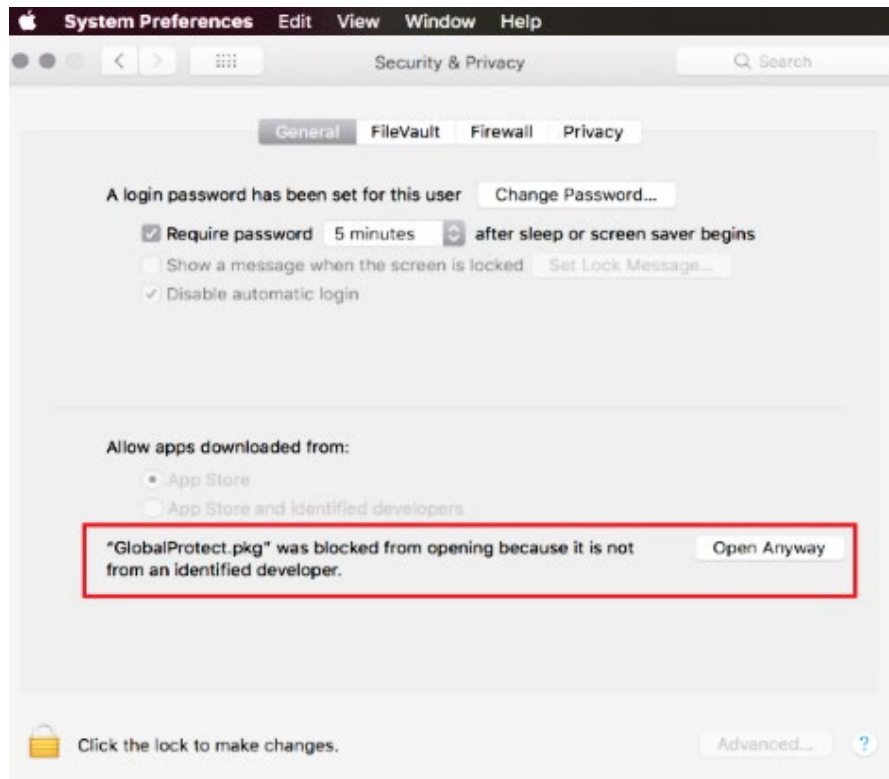 System Preferences Edit View Window Help
Security & Privacy Search
General FileVault Firewall Privacy
A login password has been set for this user Change Password...
Require password 5 minutes after sleep or screen saver begins
Show a message when the screen is locked Set Lock Message...
Disable automatic login
Allow apps downloaded from:
App Store
App Store and identified developers
“GlobalProtect.pkg” was blocked from opening because it is not Open Anyway
from an identified developer.
Click the lock to make changes. Advanced... ?